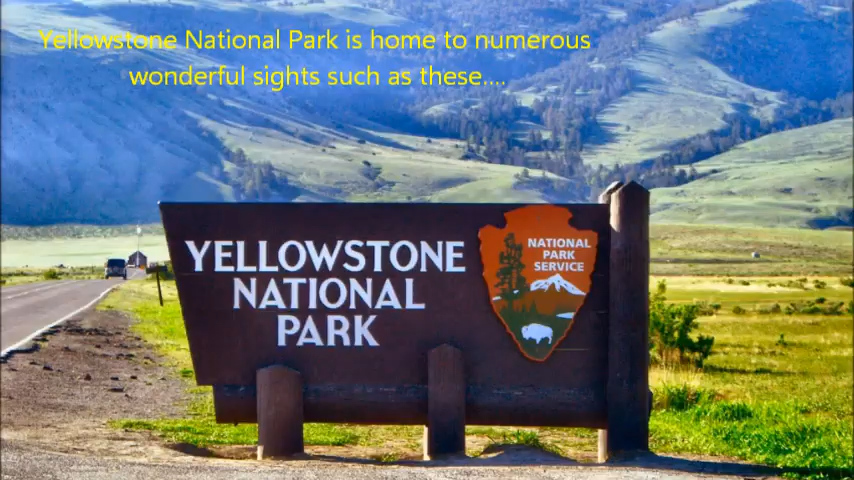 Yellowstone National Park is home to numerous
wonderful sights such as these....
YELLOWSTONE
NATIONAL
PARK
NATIONAL
PARK
SERVICE